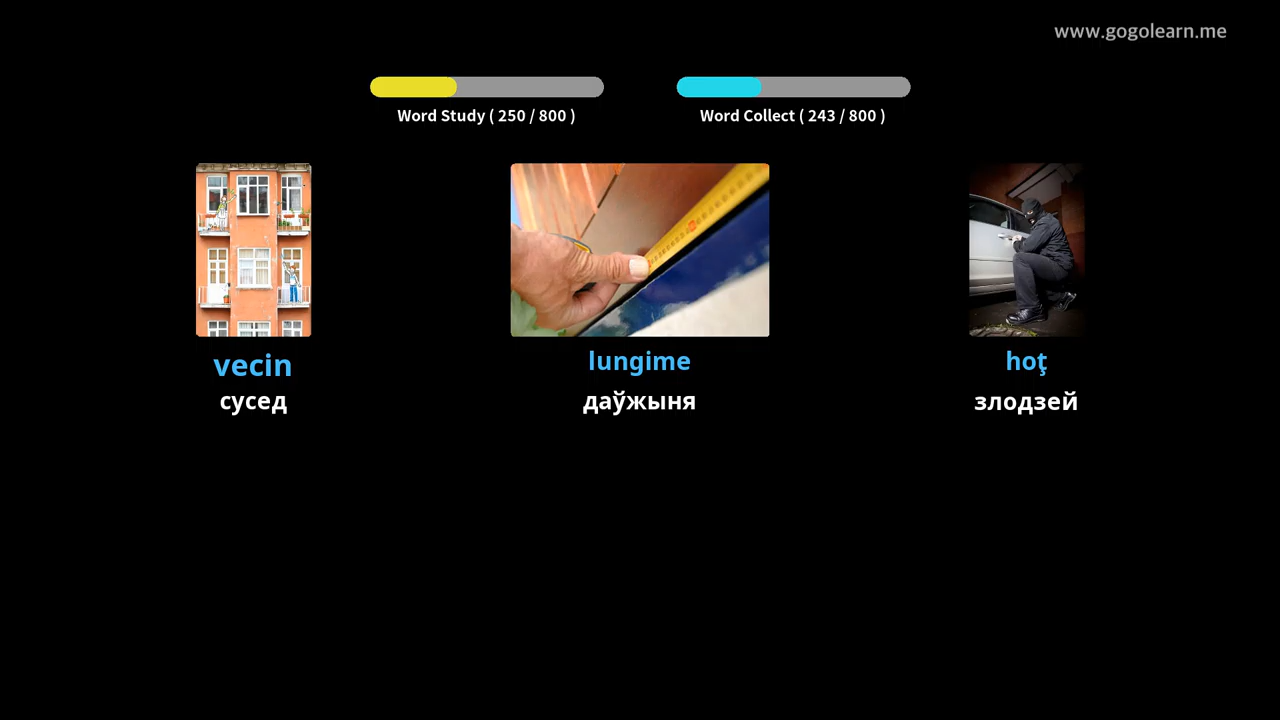 www.gogolearn.me
Word Study ( 250 / 800 )
Word Collect ( 243 / 800 )
vecin
lungime
hoţ
сусед
даўжыня
злодзей